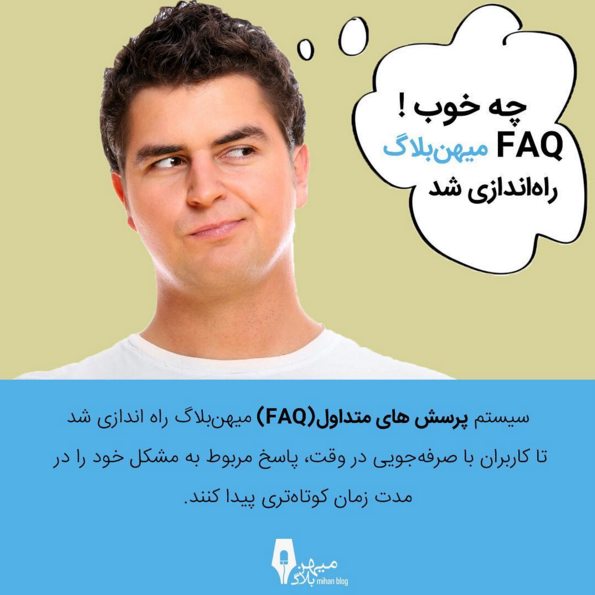 چه خوب !
FAQ میهن‌بلاگ
راه‌اندازی شد
سیستم پرسش های متداول(FAQ) میهن‌بلاگ راه اندازی شد
تا کاربران با صرفه‌جویی در وقت، پاسخ مربوط به مشکل خود را در
مدت زمان کوتاه‌تری پیدا کنند.
میهن
بلاگ mihan blog